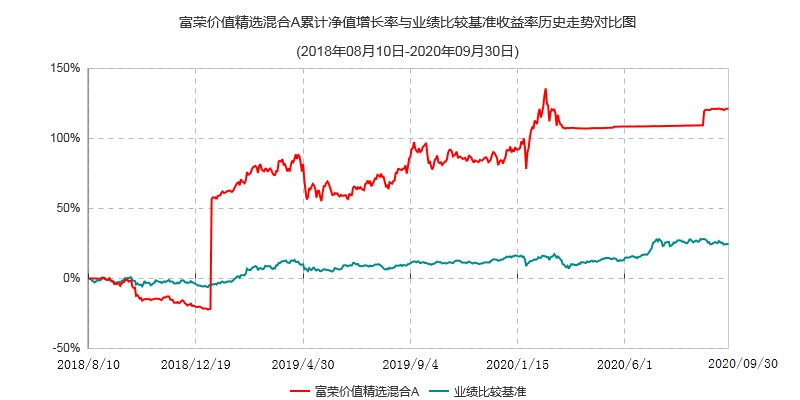 富荣价值精选混合A累计净值增长率与业绩比较基准收益率历史走势对比图
(2018年08月10日-2020年09月30日)
150%
100%
50%
0%
-50%
2018/8/10 2018/12/19 2019/4/30 2019/9/4 2020/1/15 2020/6/1 2020/09/30
富荣价值精选混合A 业绩比较基准